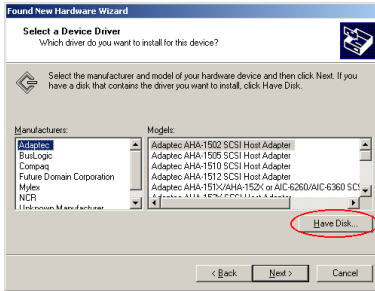 Found New Hardware Wizard
Select a Device Driver
Which driver do you want to install for this device?
Select the manufacturer and model of your hardware device and then click Next. If you
have a disk that contains the driver you want to install, click Have Disk.
Manufacturers:
Adaptec
BusLogic
Compaq
Future Domain Corporation
Mylex
NCR
Unknown Manufacturer
Models:
Adaptec AHA-1502 SCSI Host Adapter
Adaptec AHA-1505 SCSI Host Adapter
Adaptec AHA-1510 SCSI Host Adapter
Adaptec AHA-1512 SCSI Host Adapter
Adaptec AHA-151X/AHA-152X or AIC-6260/AIC-6360 SCS
Have Disk...
< Back
Next >
Cancel